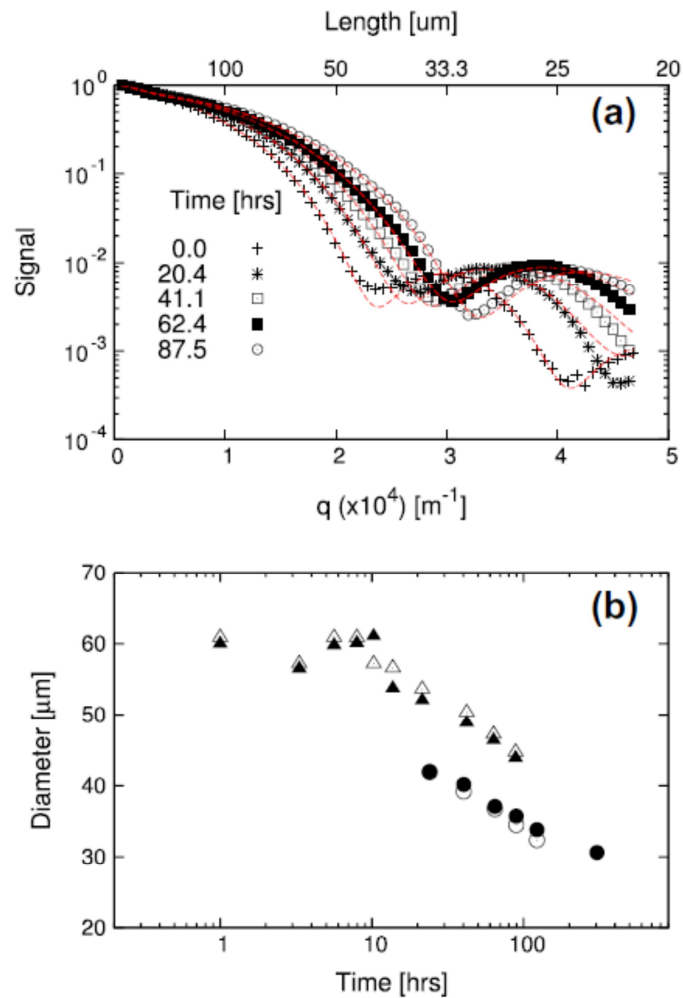 Length [um]
100 50 33.3 25 20
10^0
(a)
10^-1
Time [hrs]
0.0
20.4
41.1
62.4
87.5
Signal
10^-2
10^-3
10^-4
0 1 2 3 4 5
q (x10^4) [m^-1]
70
(b)
60
50
40
30
20
Diameter [μm]
1 10 100
Time [hrs]